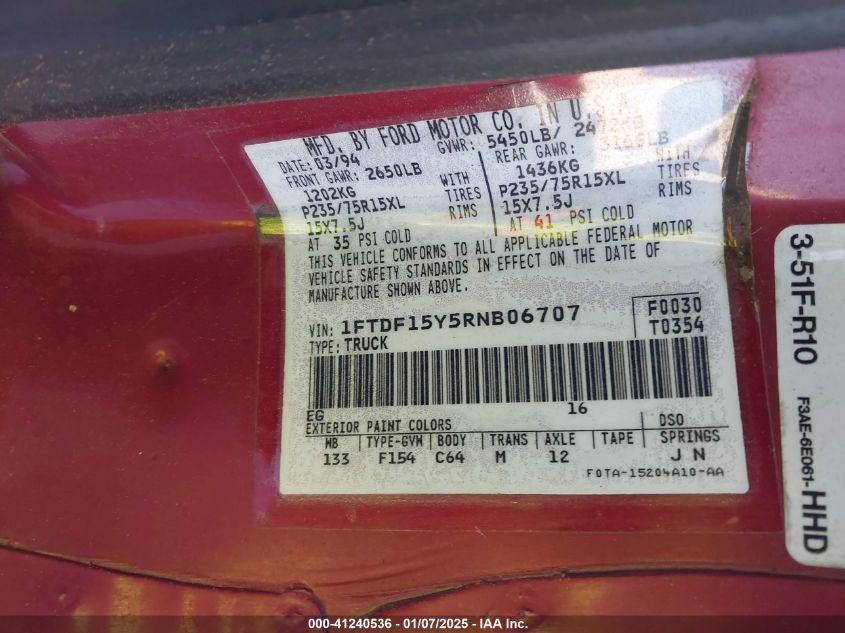 MFD. BY FORD MOTOR CO. IN U.S.A.
DATE: 03/94 GVWR: 5450LB/
FRONT GAWR: 2650LB REAR GAWR:
1202KG WITH 1436KG WITH
P235/75R15XL TIRES P235/75R15XL TIRES
15X7.5J RIMS 15X7.5J RIMS
AT 35 PSI COLD AT 41 PSI COLD
THIS VEHICLE CONFORMS TO ALL APPLICABLE FEDERAL MOTOR
VEHICLE SAFETY STANDARDS IN EFFECT ON THE DATE OF
MANUFACTURE SHOWN ABOVE.
VIN: 1FTDF15Y5RNB06707 F0030
TYPE: TRUCK T0354
EG 16
EXTERIOR PAINT COLORS DSO
WB TYPE-GVW BODY TRANS AXLE TAPE SPRINGS
133 F154 C64 M 12 J N
F0TA-15204A10-AA
3-51F-R10
F3AE-6E061-HHD
000-41240536 - 01/07/2025 - IAA Inc.